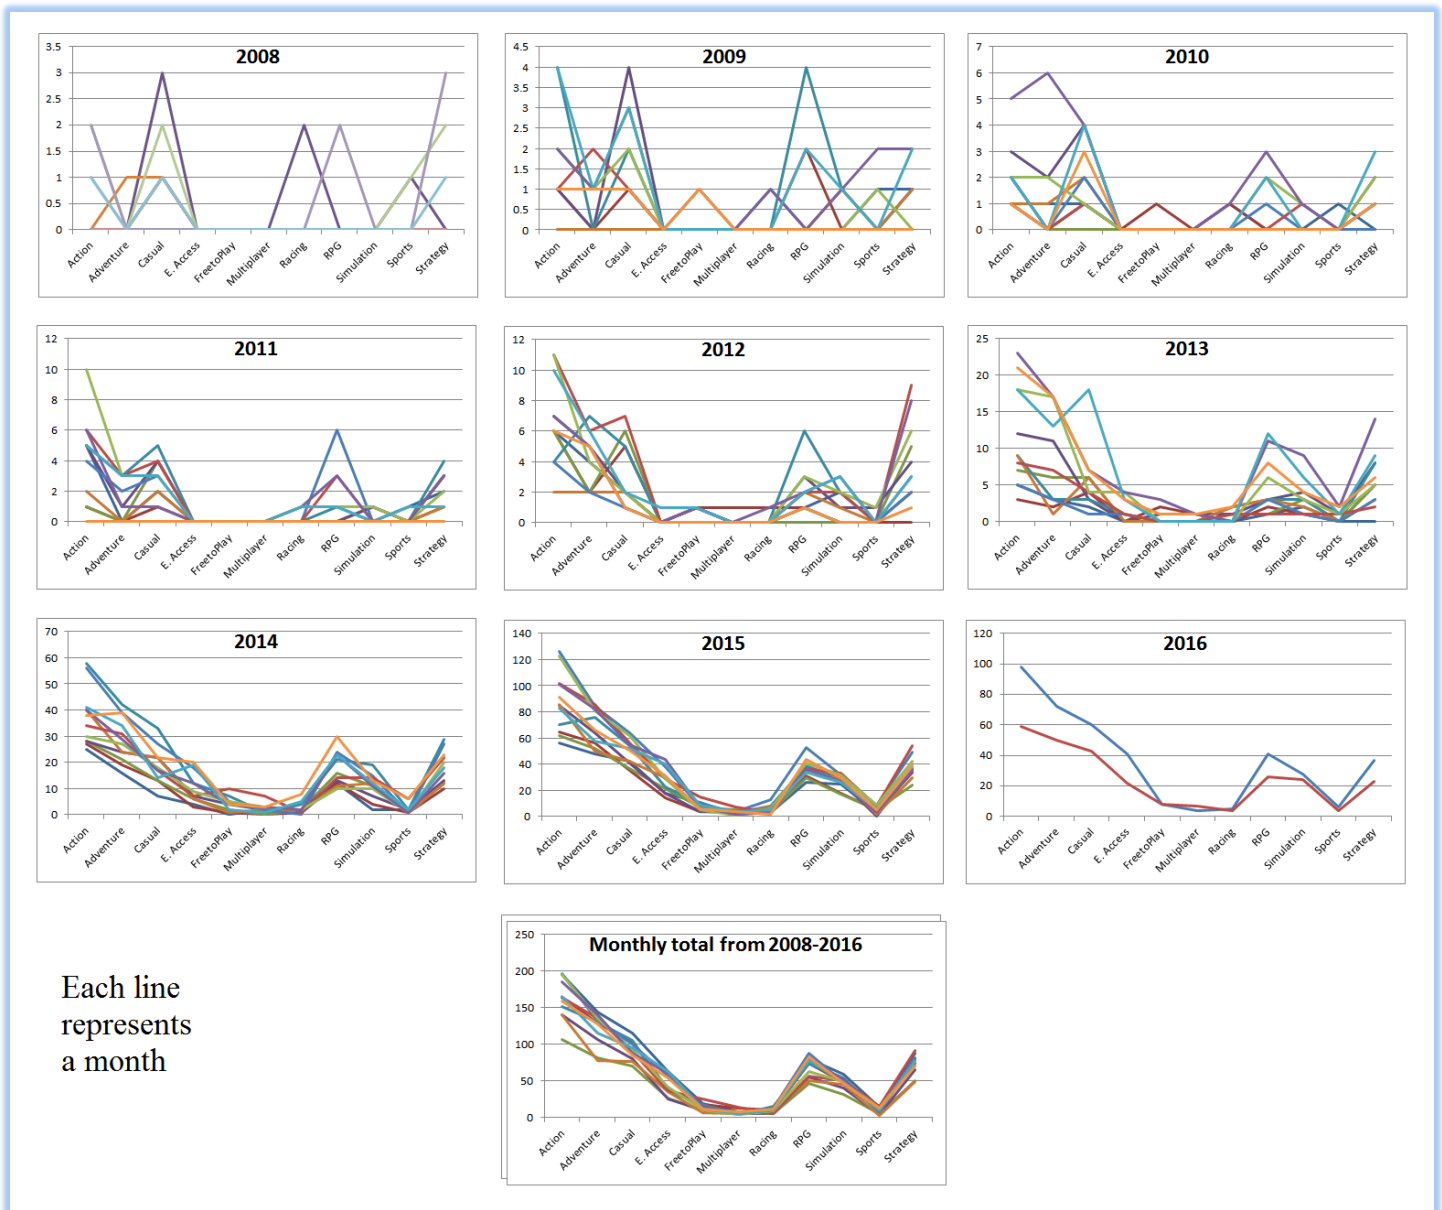 2008
3.5
3
2.5
2
1.5
1
0.5
0
Action
Adventure
Casual
E. Access
FreetoPlay
Multiplayer
Racing
RPG
Simulation
Sports
Strategy
2009
4.5
4
3.5
3
2.5
2
1.5
1
0.5
0
Action
Adventure
Casual
E. Access
FreetoPlay
Multiplayer
Racing
RPG
Simulation
Sports
Strategy
2010
7
6
5
4
3
2
1
0
Action
Adventure
Casual
E. Access
FreetoPlay
Multiplayer
Racing
RPG
Simulation
Sports
Strategy
2011
12
10
8
6
4
2
0
Action
Adventure
Casual
E. Access
FreetoPlay
Multiplayer
Racing
RPG
Simulation
Sports
Strategy
2012
12
10
8
6
4
2
0
Action
Adventure
Casual
E. Access
FreetoPlay
Multiplayer
Racing
RPG
Simulation
Sports
Strategy
2013
25
20
15
10
5
0
Action
Adventure
Casual
E. Access
FreetoPlay
Multiplayer
Racing
RPG
Simulation
Sports
Strategy
2014
70
60
50
40
30
20
10
0
Action
Adventure
Casual
E. Access
FreetoPlay
Multiplayer
Racing
RPG
Simulation
Sports
Strategy
2015
140
120
100
80
60
40
20
0
Action
Adventure
Casual
E. Access
FreetoPlay
Multiplayer
Racing
RPG
Simulation
Sports
Strategy
2016
120
100
80
60
40
20
0
Action
Adventure
Casual
E. Access
FreetoPlay
Multiplayer
Racing
RPG
Simulation
Sports
Strategy
Each line
represents
a month
Monthly total from 2008-2016
250
200
150
100
50
0
Action
Adventure
Casual
E. Access
FreetoPlay
Multiplayer
Racing
RPG
Simulation
Sports
Strategy